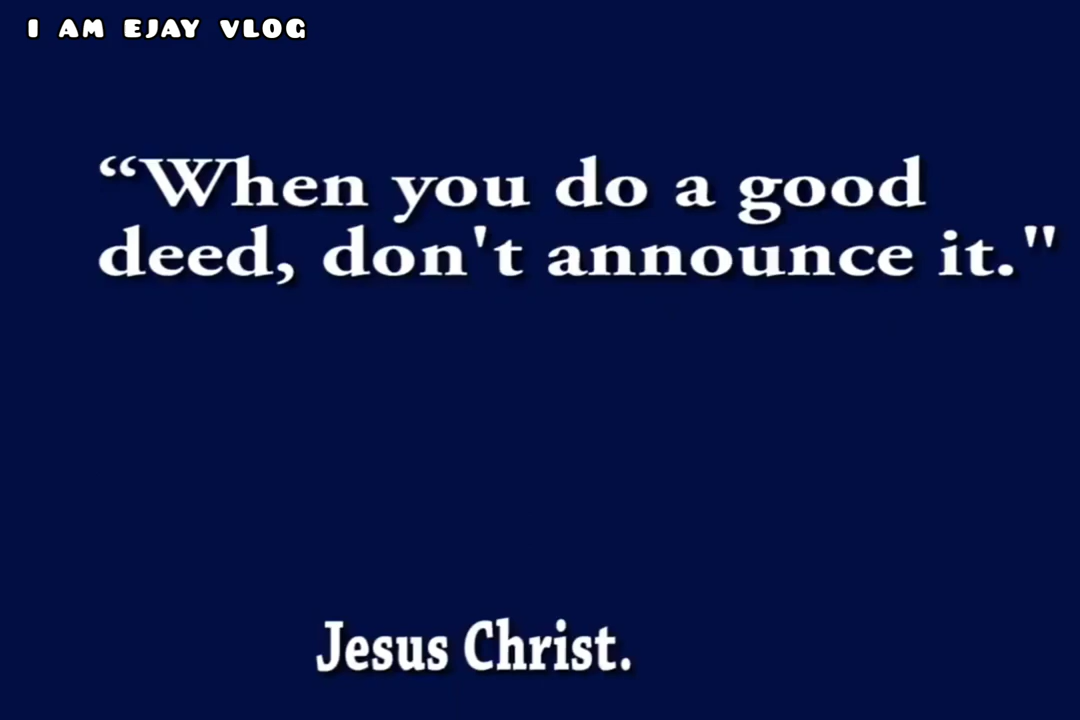 I AM EJAY VLOG
“When you do a good
deed, don't announce it."
Jesus Christ.